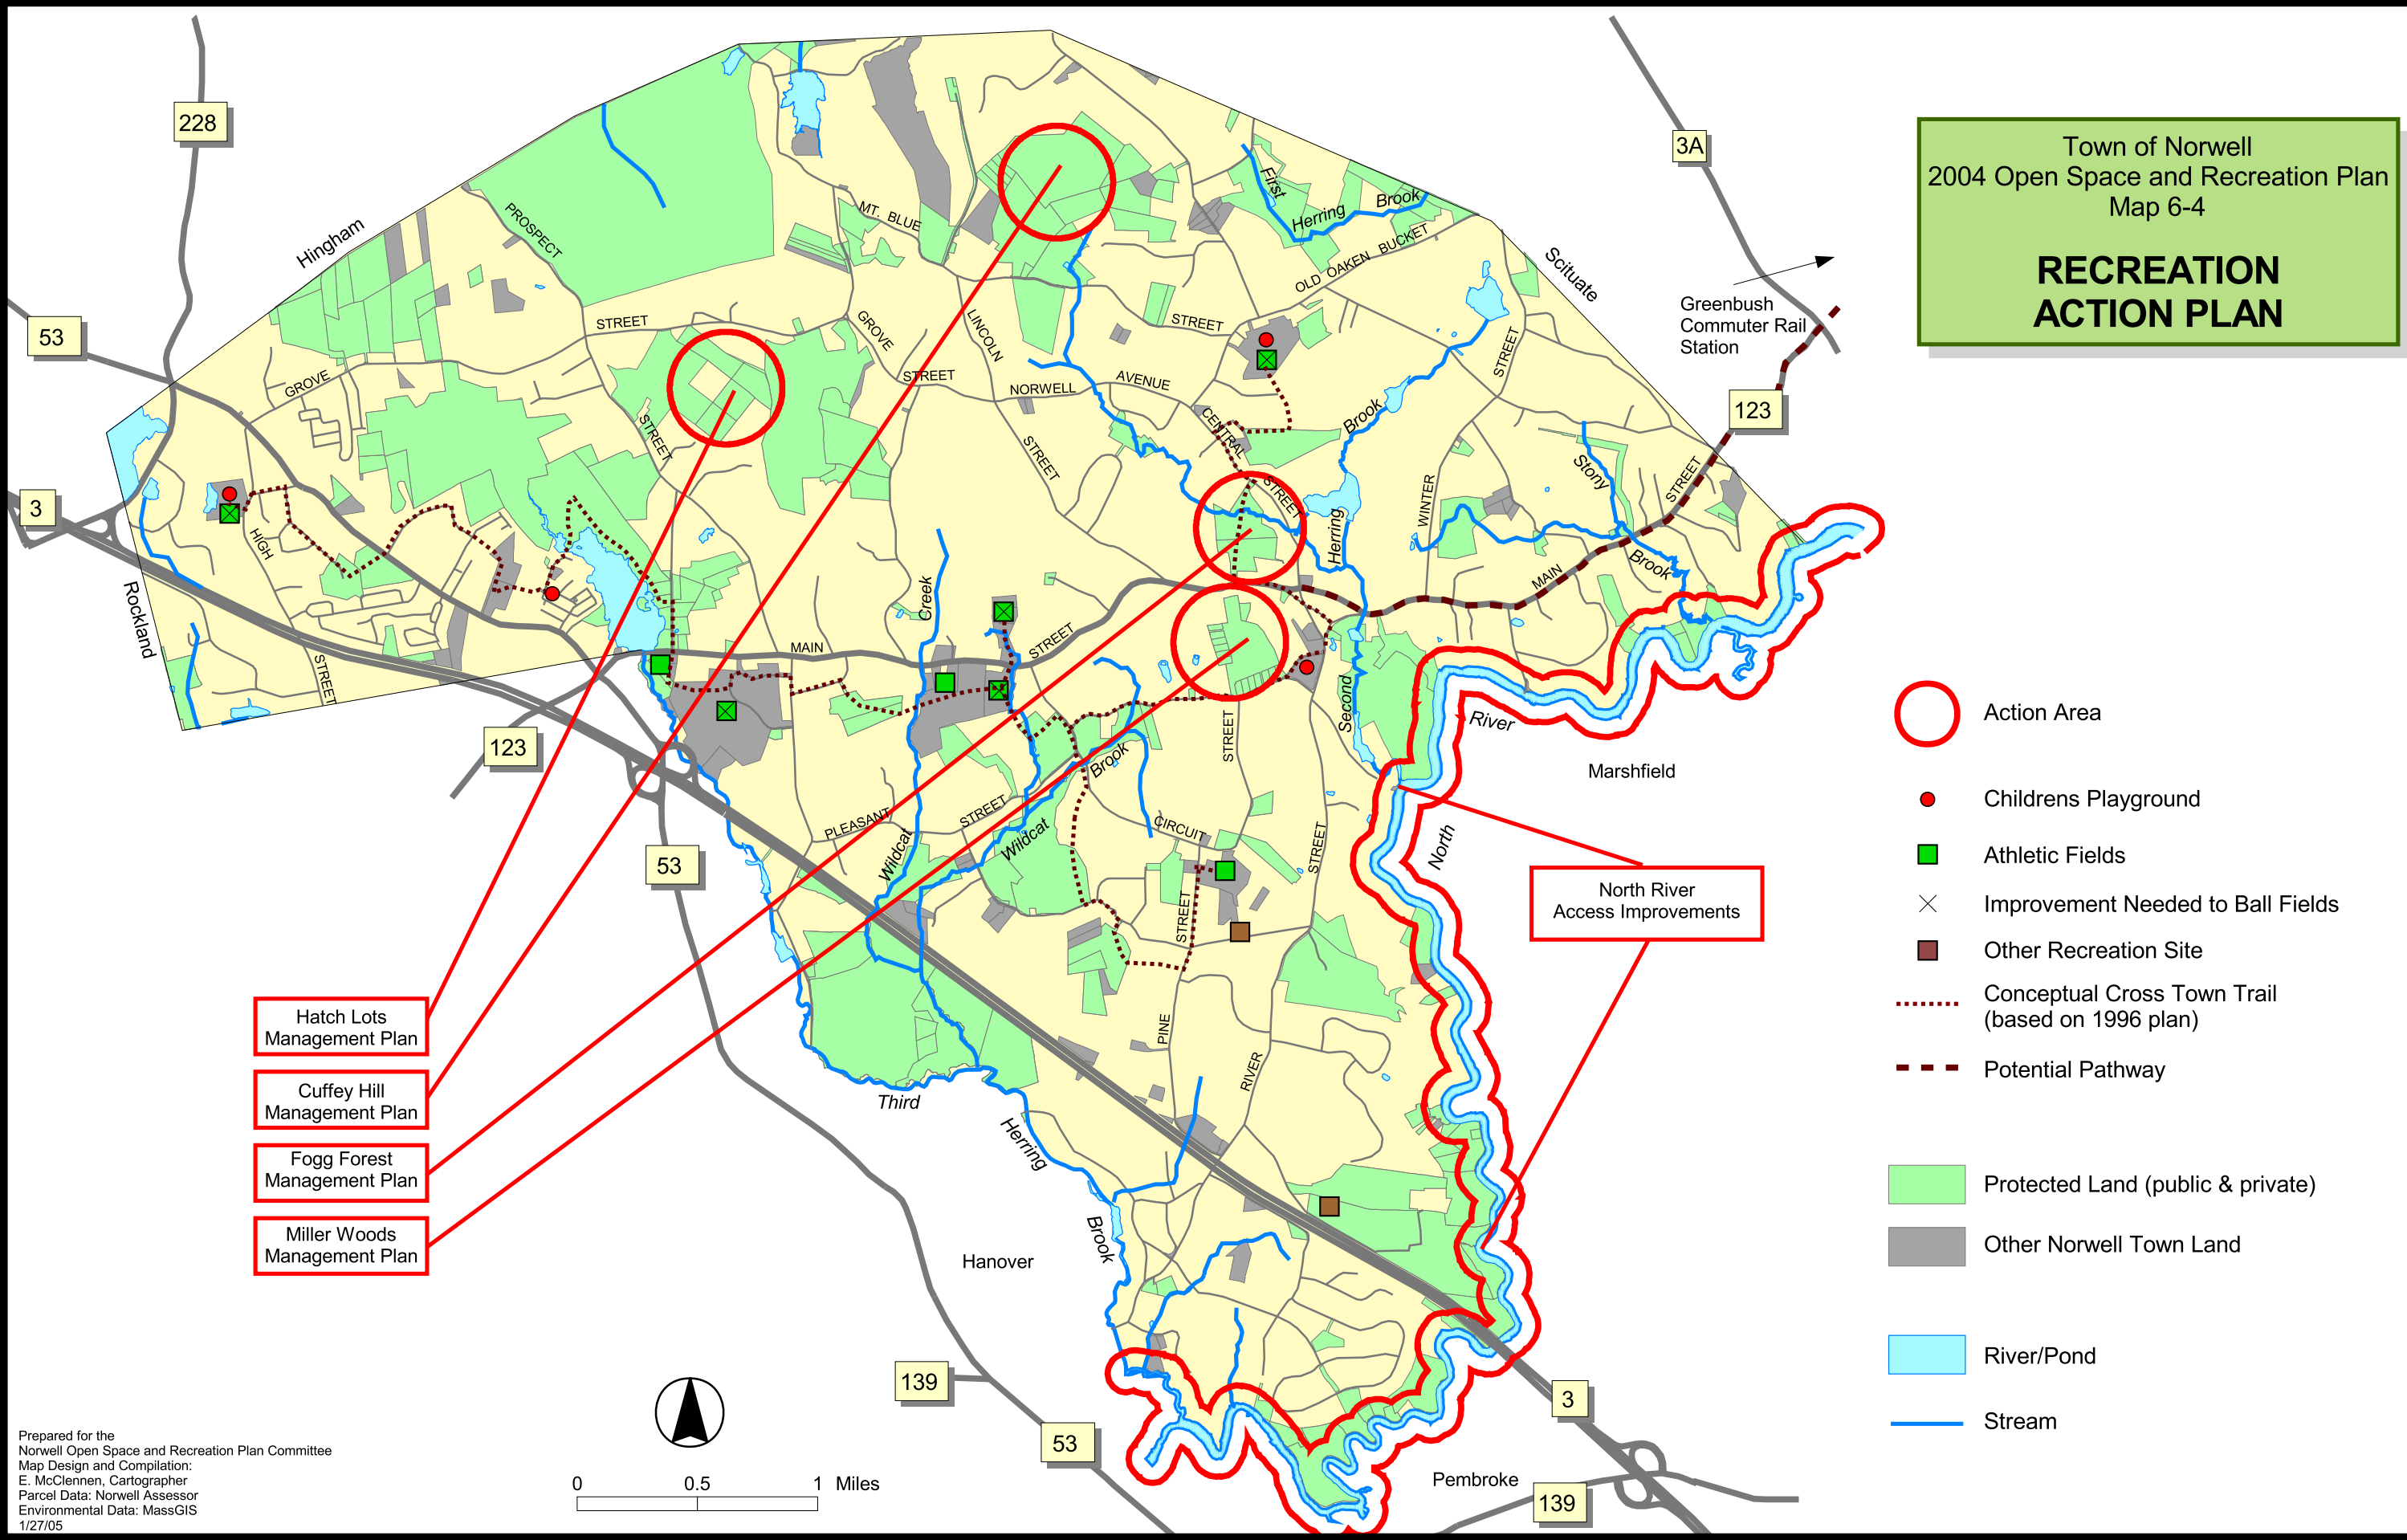 Town of Norwell
2004 Open Space and Recreation Plan
Map 6-4
RECREATION
ACTION PLAN
228
3A
Hingham
PROSPECT
MT. BLUE
First
Herring
Brook
OLD OAKEN BUCKET
Scituate
Greenbush
Commuter Rail
Station
53
STREET
GROVE
LINCOLN
STREET
STREET
123
GROVE
STREET
NORWELL
AVENUE
STREET
CENTRAL
Brook
STREET
STREET
Stony
STREET
3
HIGH
WINTER
Herring
Brook
MAIN
Rockland
Creek
STREET
MAIN
STREET
Second
River
STREET
123
Marshfield
Brook
PLEASANT
STREET
Wildcat
Wildcat
CIRCUIT
STREET
North
53
STREET
North River
Access Improvements
Hatch Lots
Management Plan
Cuffey Hill
Management Plan
Fogg Forest
Management Plan
Miller Woods
Management Plan
PINE
RIVER
Third
Herring
Brook
Hanover
139
53
3
Pembroke
139
Action Area
Childrens Playground
Athletic Fields
Improvement Needed to Ball Fields
Other Recreation Site
Conceptual Cross Town Trail
(based on 1996 plan)
Potential Pathway
Protected Land (public & private)
Other Norwell Town Land
River/Pond
Stream
0 0.5 1 Miles
Prepared for the
Norwell Open Space and Recreation Plan Committee
Map Design and Compilation:
E. McClennen, Cartographer
Parcel Data: Norwell Assessor
Environmental Data: MassGIS
1/27/05